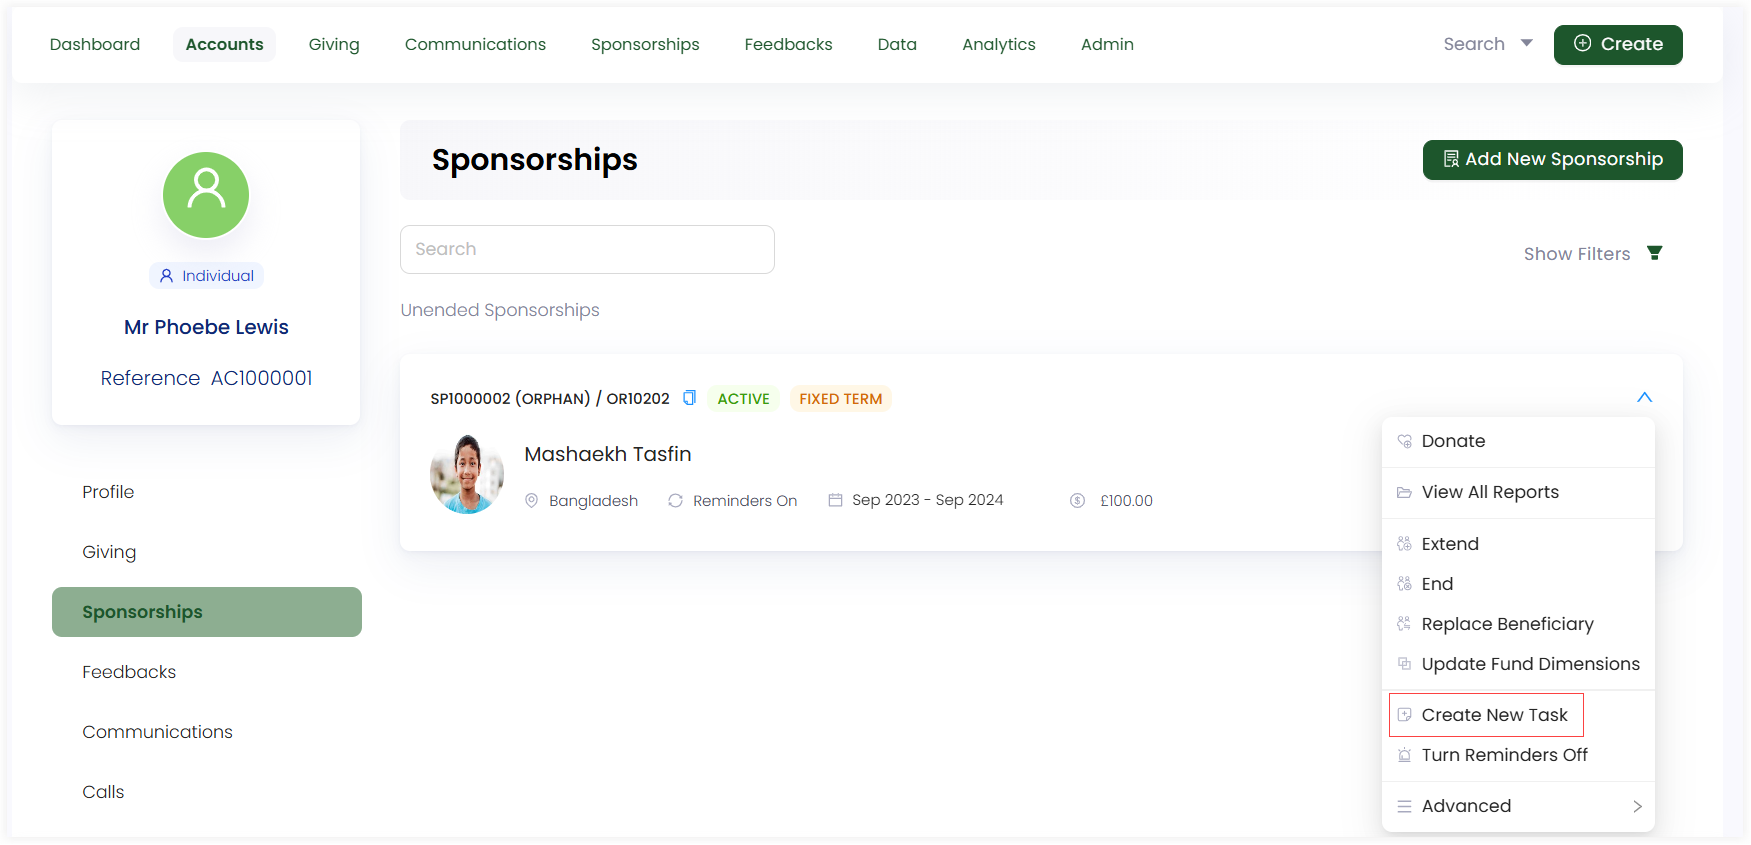 Dashboard Accounts Giving Communications Sponsorships Feedbacks Data Analytics Admin Search Create
Individual
Mr Phoebe Lewis
Reference AC1000001
Profile
Giving
Sponsorships
Feedbacks
Communications
Calls
Sponsorships
Add New Sponsorship
Search
Show Filters
Unended Sponsorships
SP1000002 (ORPHAN) / OR10202 ACTIVE FIXED TERM
Mashaekh Tasfin
Bangladesh Reminders On Sep 2023 - Sep 2024 £100.00
Donate
View All Reports
Extend
End
Replace Beneficiary
Update Fund Dimensions
Create New Task
Turn Reminders Off
Advanced